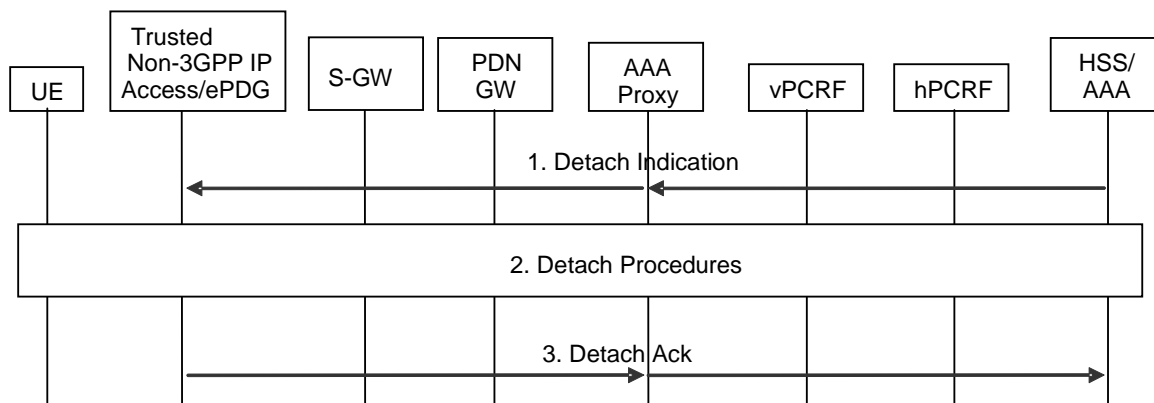 UE
Trusted
Non-3GPP IP
Access/ePDG
S-GW
PDN
GW
AAA
Proxy
vPCRF
hPCRF
HSS/
AAA
1. Detach Indication
2. Detach Procedures
3. Detach Ack